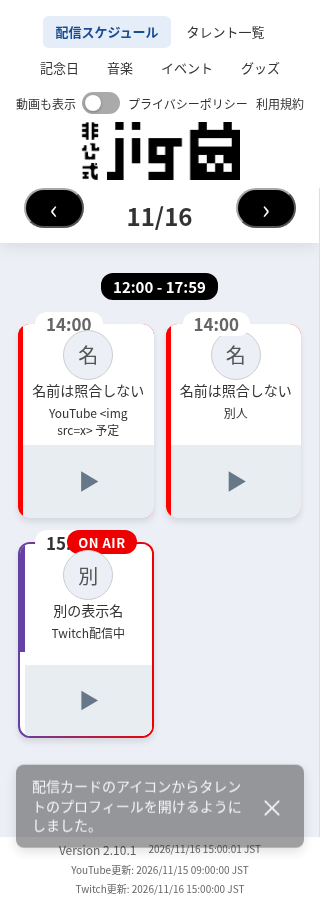 配信スケジュール タレント一覧
記念日 音楽 イベント グッズ
動画も表示 プライバシーポリシー 利用規約
非公式 jig
‹ 11/16 ›
12:00 - 17:59
14:00 14:00
名 名
名前は照合しない 名前は照合しない
YouTube <img 別人
src=x> 予定
ON AIR
別
別の表示名
Twitch配信中
配信カードのアイコンからタレン
トのプロフィールを開けるように
しました。
Version 2.10.1 2026/11/16 15:00:01 JST
YouTube更新: 2026/11/15 09:00:00 JST
Twitch更新: 2026/11/16 15:00:00 JST